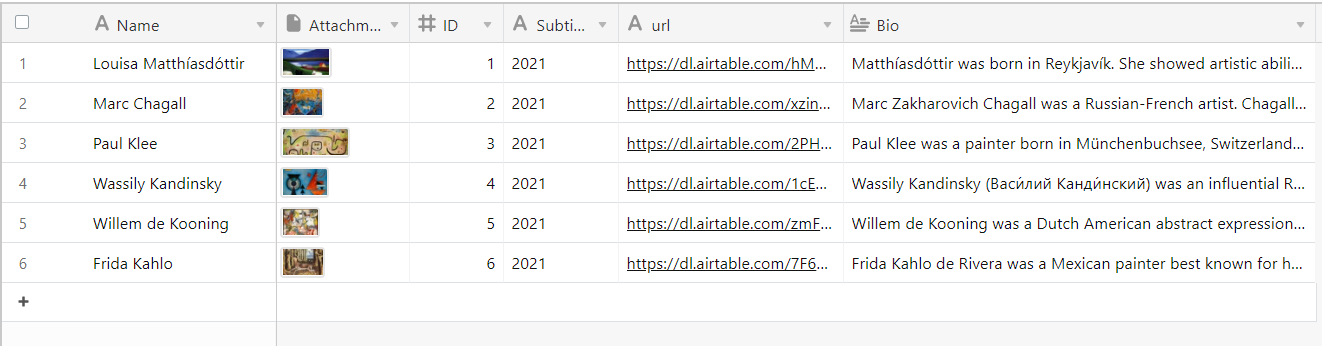 Name Attachm... ID Subti... url Bio
1 Louisa Matthíasdóttir 1 2021 https://dl.airtable.com/hM... Matthíasdóttir was born in Reykjavík. She showed artistic abili...
2 Marc Chagall 2 2021 https://dl.airtable.com/xzin... Marc Zakharovich Chagall was a Russian-French artist. Chagall...
3 Paul Klee 3 2021 https://dl.airtable.com/2PH... Paul Klee was a painter born in Münchenbuchsee, Switzerland...
4 Wassily Kandinsky 4 2021 https://dl.airtable.com/1cE... Wassily Kandinsky (Васи́лий Канди́нский) was an influential R...
5 Willem de Kooning 5 2021 https://dl.airtable.com/zmF... Willem de Kooning was a Dutch American abstract expression...
6 Frida Kahlo 6 2021 https://dl.airtable.com/7F6... Frida Kahlo de Rivera was a Mexican painter best known for h...